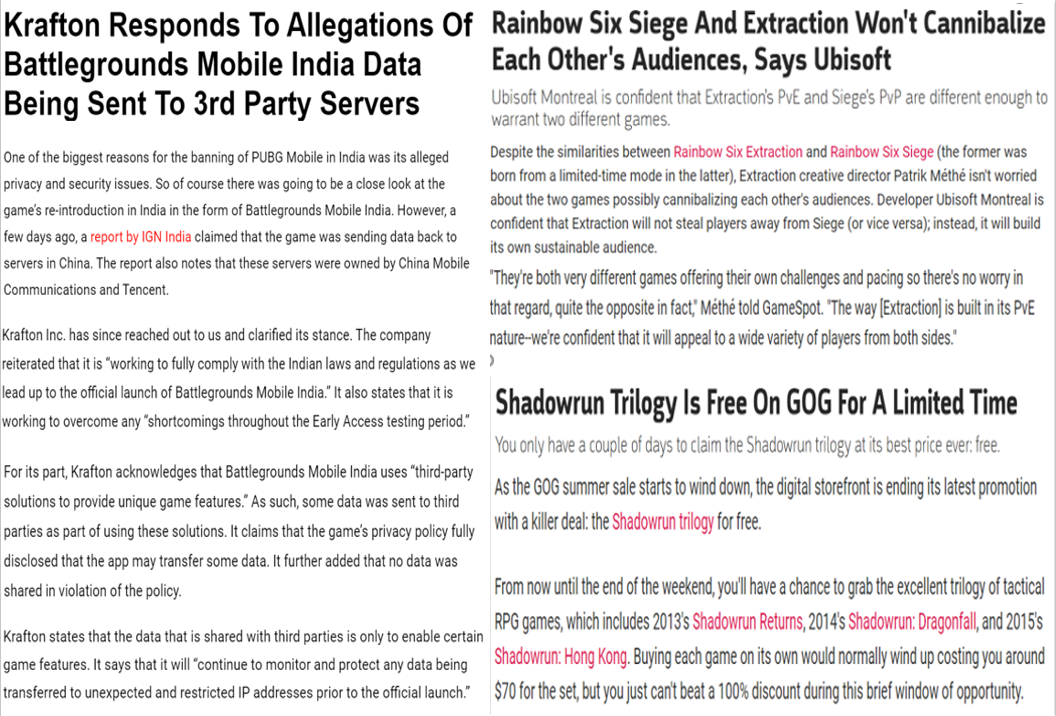 Krafton Responds To Allegations Of
Battlegrounds Mobile India Data
Being Sent To 3rd Party Servers
One of the biggest reasons for the banning of PUBG Mobile in India was its alleged
privacy and security issues. So of course there was going to be a close look at the
game's re-introduction in India in the form of Battlegrounds Mobile India. However, a
few days ago, a report by IGN India claimed that the game was sending data back to
servers in China. The report also notes that these servers were owned by China Mobile
Communications and Tencent.
Krafton Inc. has since reached out to us and clarified its stance. The company
reiterated that it is “working to fully comply with the Indian laws and regulations as we
lead up to the official launch of Battlegrounds Mobile India.” It also states that it is
working to overcome any “shortcomings throughout the Early Access testing period.”
For its part, Krafton acknowledges that Battlegrounds Mobile India uses “third-party
solutions to provide unique game features.” As such, some data was sent to third
parties as part of using these solutions. It claims that the game’s privacy policy fully
disclosed that the app may transfer some data. It further added that no data was
shared in violation of the policy.
Krafton states that the data that is shared with third parties is only to enable certain
game features. It says that it will “continue to monitor and protect any data being
transferred to unexpected and restricted IP addresses prior to the official launch.”
Rainbow Six Siege And Extraction Won't Cannibalize
Each Other's Audiences, Says Ubisoft
Ubisoft Montreal is confident that Extraction's PvE and Siege's PvP are different enough to
warrant two different games.
Despite the similarities between Rainbow Six Extraction and Rainbow Six Siege (the former was
born from a limited-time mode in the latter), Extraction creative director Patrik Méthé isn't worried
about the two games possibly cannibalizing each other's audiences. Developer Ubisoft Montreal is
confident that Extraction will not steal players away from Siege (or vice versa); instead, it will build
its own sustainable audience.
"They're both very different games offering their own challenges and pacing so there's no worry in
that regard, quite the opposite in fact," Méthé told GameSpot. "The way [Extraction] is built in its PvE
nature--we're confident that it will appeal to a wide variety of players from both sides."
Shadowrun Trilogy Is Free On GOG For A Limited Time
You only have a couple of days to claim the Shadowrun trilogy at its best price ever: free.
As the GOG summer sale starts to wind down, the digital storefront is ending its latest promotion
with a killer deal: the Shadowrun trilogy for free.
From now until the end of the weekend, you'll have a chance to grab the excellent trilogy of tactical
RPG games, which includes 2013's Shadowrun Returns, 2014's Shadowrun: Dragonfall, and 2015's
Shadowrun: Hong Kong. Buying each game on its own would normally wind up costing you around
$70 for the set, but you just can't beat a 100% discount during this brief window of opportunity.